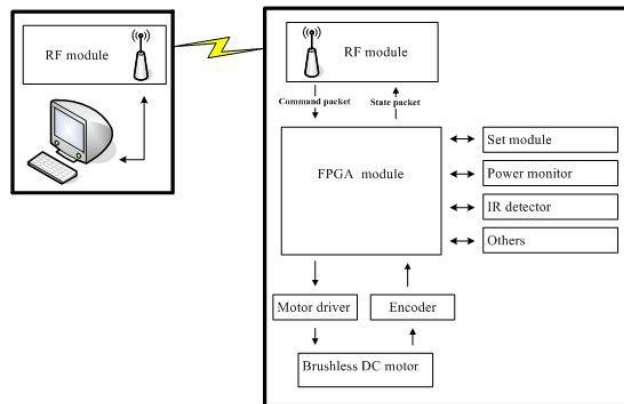 RF module
RF module
Command packet
State packet
FPGA module
Set module
Power monitor
IR detector
Others
Motor driver
Encoder
Brushless DC motor